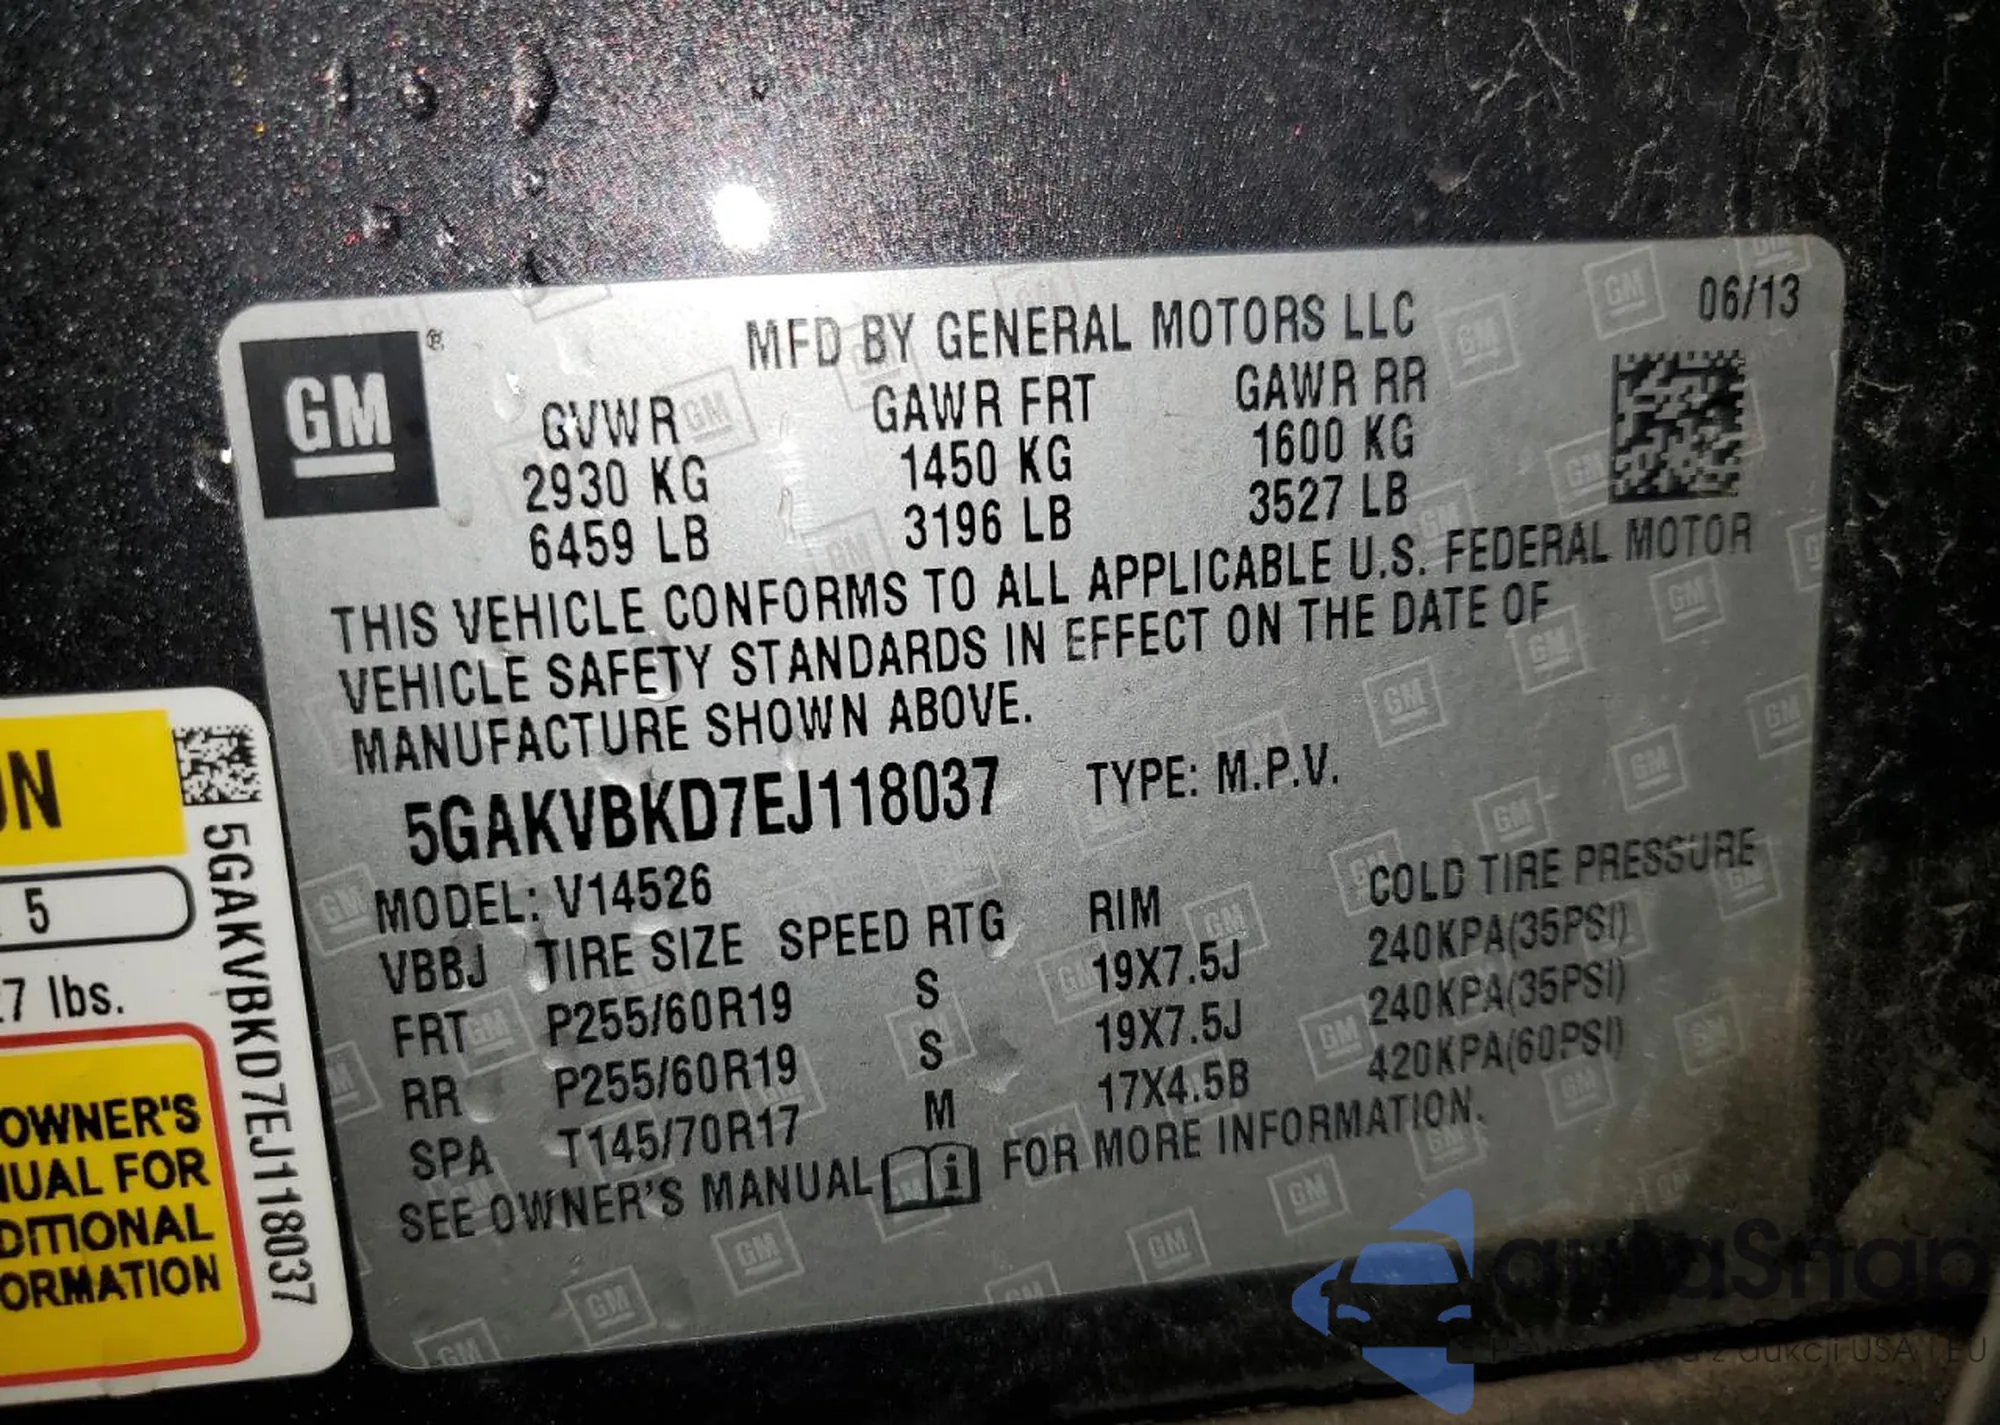 06/13
GM
®
MFD BY GENERAL MOTORS LLC
GVWR GAWR FRT GAWR RR
2930 KG 1450 KG 1600 KG
6459 LB 3196 LB 3527 LB
THIS VEHICLE CONFORMS TO ALL APPLICABLE U.S. FEDERAL MOTOR
VEHICLE SAFETY STANDARDS IN EFFECT ON THE DATE OF
MANUFACTURE SHOWN ABOVE.
5GAKVBKD7EJ118037 TYPE: M.P.V.
MODEL: V14526
VBBJ TIRE SIZE SPEED RTG RIM COLD TIRE PRESSURE
FRT P255/60R19 S 19X7.5J 240KPA(35PSI)
RR P255/60R19 S 19X7.5J 240KPA(35PSI)
SPA T145/70R17 M 17X4.5B 420KPA(60PSI)
SEE OWNER'S MANUAL i FOR MORE INFORMATION.
5
7 lbs.
OWNER'S
UAL FOR
DITIONAL
ORMATION
5GAKVBKD7EJ118037
autaSnap
aukcji USA i EU